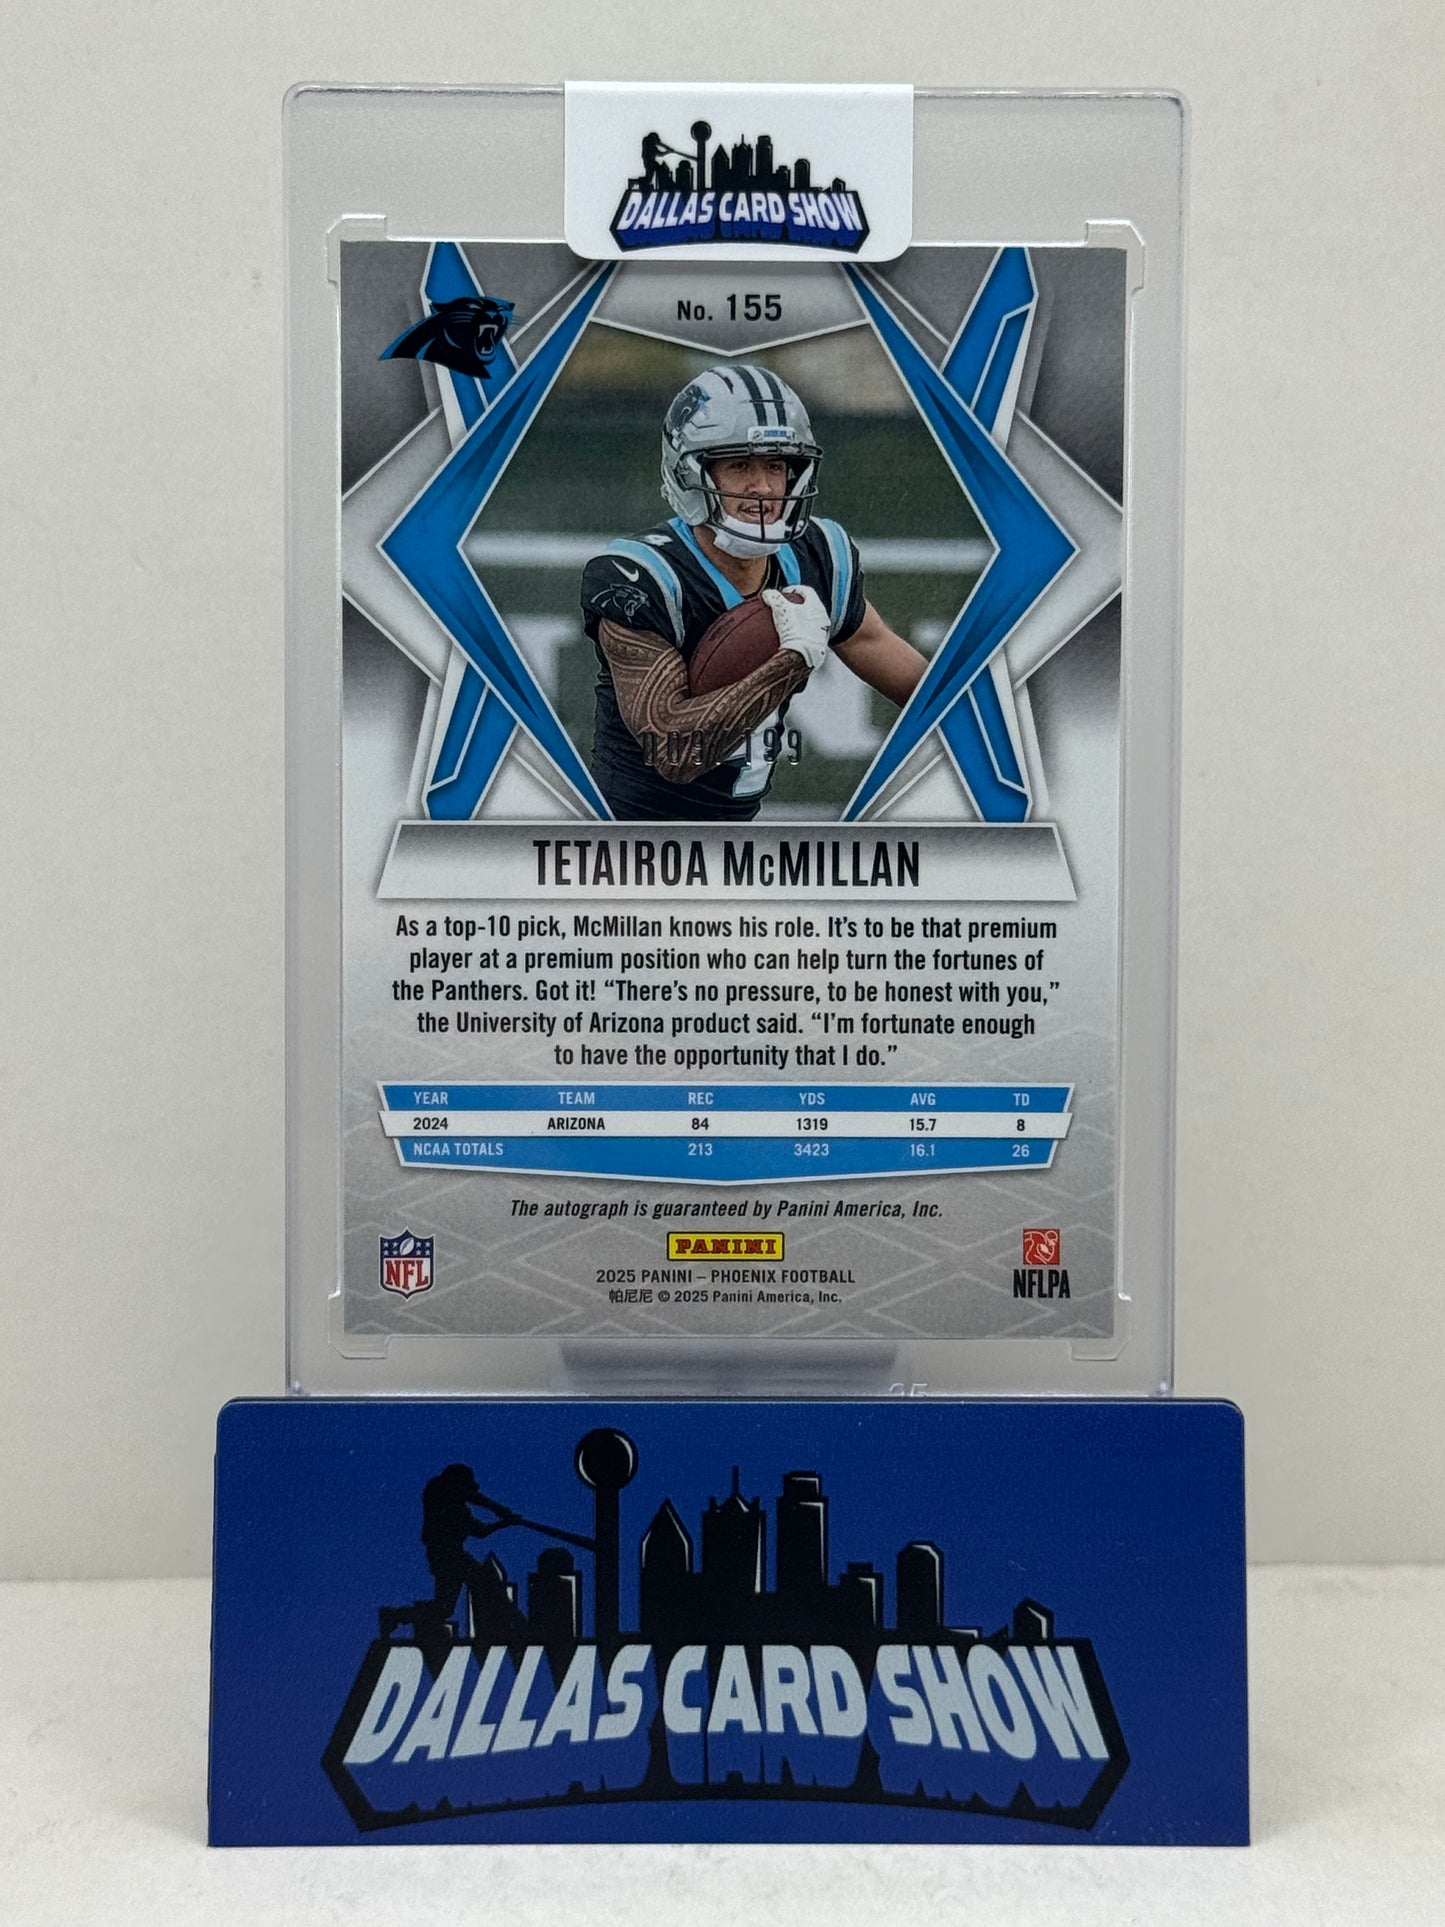 DALLAS CARD SHOW
No. 155
TETAIROA McMILLAN
As a top-10 pick, McMillan knows his role. It's to be that premium
player at a premium position who can help turn the fortunes of
the Panthers. Got it! “There's no pressure, to be honest with you,”
the University of Arizona product said. “I'm fortunate enough
to have the opportunity that I do.”
YEAR TEAM REC YDS AVG TD
2024 ARIZONA 84 1319 15.7 8
NCAA TOTALS 213 3423 16.1 26
The autograph is guaranteed by Panini America, Inc.
NFL
PANINI
NFLPA
2025 PANINI – PHOENIX FOOTBALL
帕尼尼 © 2025 Panini America, Inc.
DALLAS CARD SHOW